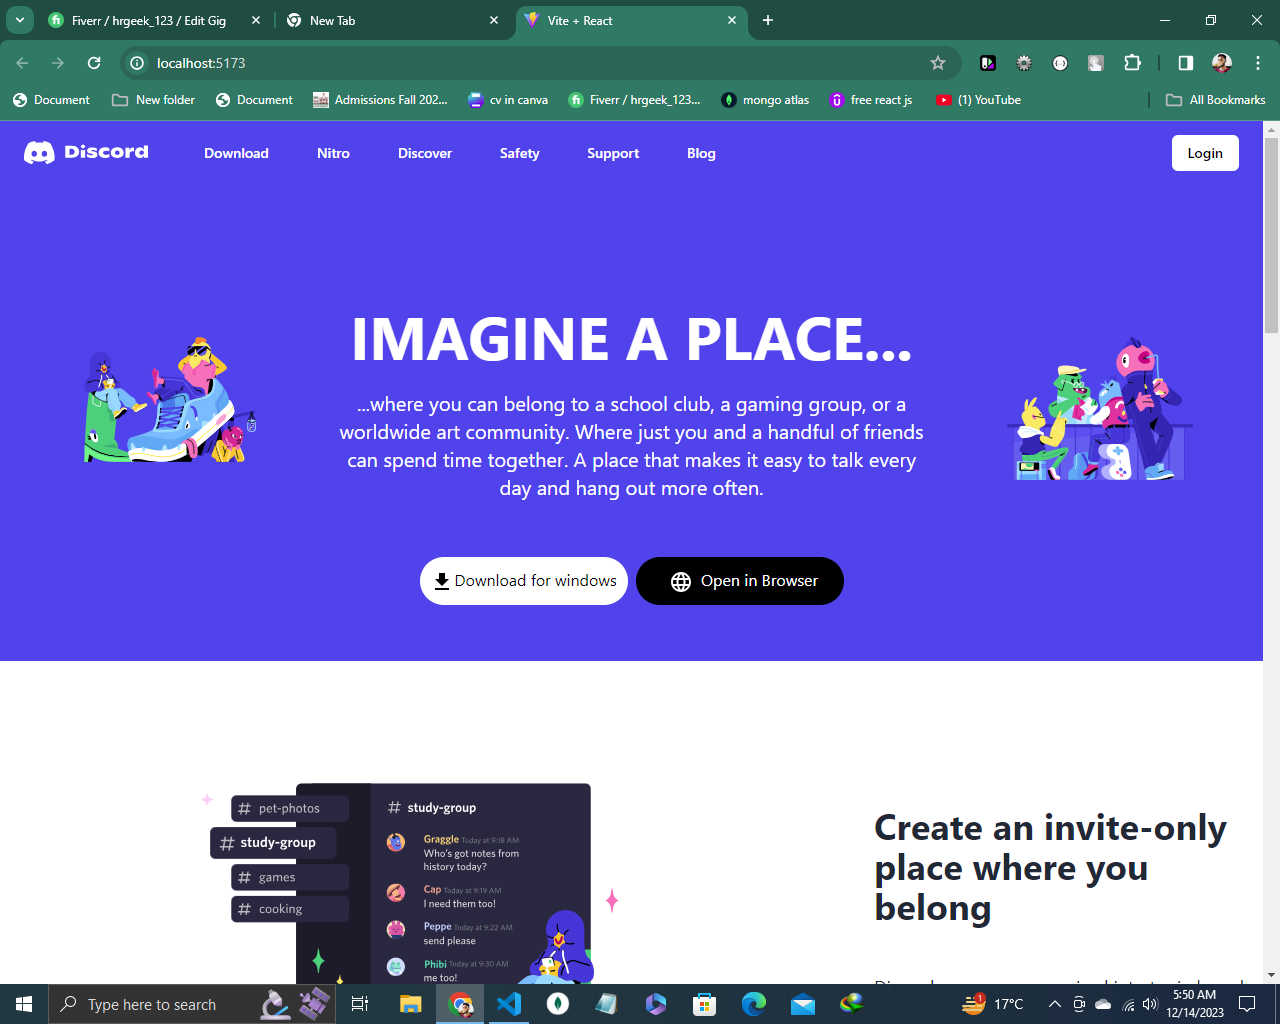 Fiverr / hrgeek_123 / Edit Gig
New Tab
Vite + React
localhost:5173
Document
New folder
Document
Admissions Fall 202...
cv in canva
Fiverr / hrgeek_123...
mongo atlas
free react js
(1) YouTube
All Bookmarks
Discord
Download
Nitro
Discover
Safety
Support
Blog
Login
IMAGINE A PLACE...
...where you can belong to a school club, a gaming group, or a
worldwide art community. Where just you and a handful of friends
can spend time together. A place that makes it easy to talk every
day and hang out more often.
Download for windows
Open in Browser
# pet-photos
# study-group
# games
# cooking
# study-group
Graggle Today at 9:18 AM
Who's got notes from
history today?
Cap Today at 9:19 AM
I need them too!
Peppe Today at 9:22 AM
send please
Phibi Today at 9:30 AM
me too!
Create an invite-only
place where you
belong
Type here to search
1
17°C
5:50 AM
12/14/2023